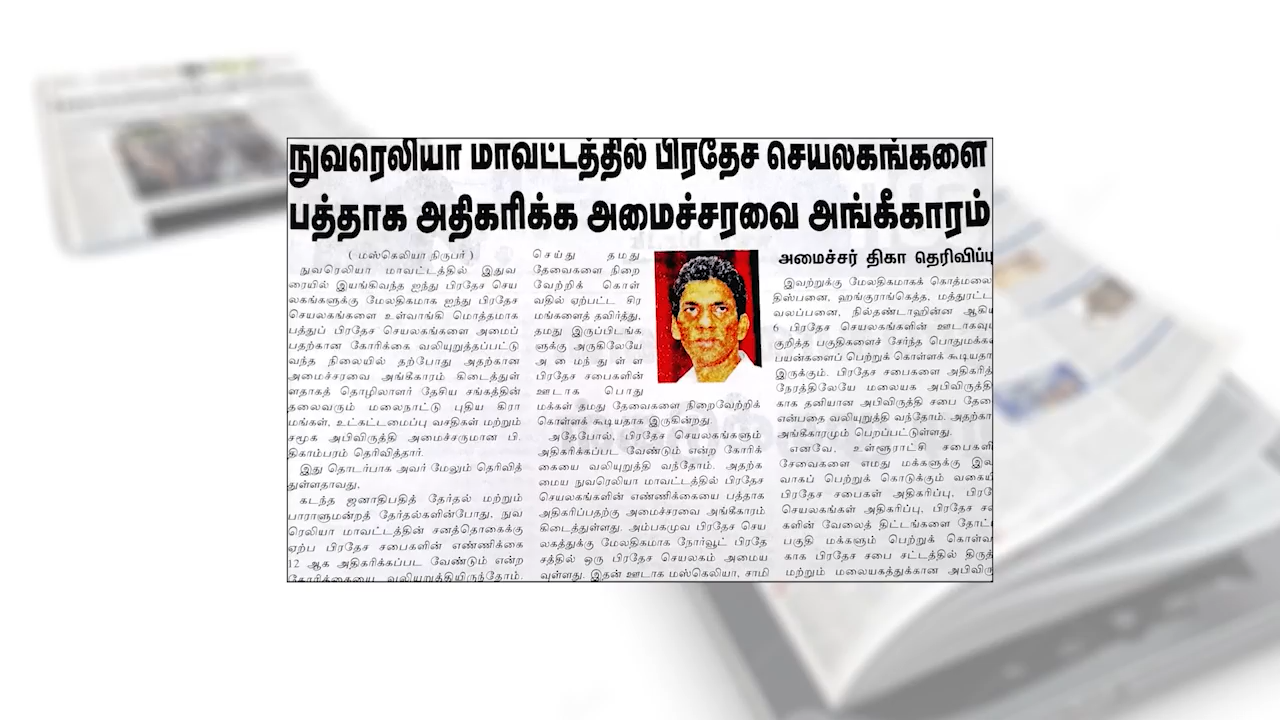 நுவரெலியா மாவட்டத்தில் பிரதேச செயலகங்களை
பத்தாக அதிகரிக்க அமைச்சரவை அங்கீகாரம்
( மஸ்கெலியா நிருபர் )
நுவரெலியா மாவட்டத்தில் இதுவ
ரையில் இயங்கிவந்த ஐந்து பிரதேச செய
லகங்களுக்கு மேலதிகமாக ஐந்து பிரதேச
செயலகங்களை உள்வாங்கி மொத்தமாக
பத்துப் பிரதேச செயலகங்களை அமைப்
பதற்கான கோரிக்கை வலியுறுத்தப்பட்டு
வந்த நிலையில் தற்போது அதற்கான
அமைச்சரவை அங்கீகாரம் கிடைத்துள்
ளதாகத் தொழிலாளர் தேசிய சங்கத்தின்
தலைவரும் மலைநாட்டு புதிய கிரா
மங்கள், உட்கட்டமைப்பு வசதிகள் மற்றும்
சமூக அபிவிருத்தி அமைச்சருமான பி.
திகாம்பரம் தெரிவித்தார்.
இது தொடர்பாக அவர் மேலும் தெரிவித்
துள்ளதாவது,
கடந்த ஜனாதிபதித் தேர்தல் மற்றும்
பாராளுமன்றத் தேர்தல்களின்போது, நுவ
ரெலியா மாவட்டத்தின் சனத்தொகைக்கு
ஏற்ப பிரதேச சபைகளின் எண்ணிக்கை
12 ஆக அதிகரிக்கப்பட வேண்டும் என்ற
கோரிக்கையை வலியுறுத்தியிருந்தோம்.
செய்து தமது
தேவைகளை நிறை
வேற்றிக் கொள்
வதில் ஏற்பட்ட சிர
மங்களைத் தவிர்த்து,
தமது இருப்பிடங்க
ளுக்கு அருகிலேயே
அமைந்துள்ள
பிரதேச சபைகளின்
ஊடாக பொது
மக்கள் தமது தேவைகளை நிறைவேற்றிக்
கொள்ளக் கூடியதாக இருகின்றது.
அதேபோல், பிரதேச செயலகங்களும்
அதிகரிக்கப்பட வேண்டும் என்ற கோரிக்
கையை வலியுறுத்தி வந்தோம். அதற்க
மைய நுவரெலியா மாவட்டத்தில் பிரதேச
செயலகங்களின் எண்ணிக்கையை பத்தாக
அதிகரிப்பதற்கு அமைச்சரவை அங்கீகாரம்
கிடைத்துள்ளது. அம்பகமுவ பிரதேச செய
லகத்துக்கு மேலதிகமாக நோர்வூட் பிரதே
சத்தில் ஒரு பிரதேச செயலகம் அமைய
வுள்ளது. இதன் ஊடாக மஸ்கெலியா, சாமி
அமைச்சர் திகா தெரிவிப்பு
இவற்றுக்கு மேலதிகமாகக் கொத்மலை
திஸ்பனை, ஹங்குராங்கெத்த, மத்துரட்ட
வலப்பனை, நில்தண்டாஹின்ன ஆகிய
6 பிரதேச செயலகங்களின் ஊடாகவும்
குறித்த பகுதிகளைச் சேர்ந்த பொதுமக்க
பயன்களைப் பெற்றுக் கொள்ளக் கூடியதா
இருக்கும். பிரதேச சபைகளை அதிகரித்
நேரத்திலேயே மலையக அபிவிருத்தி
காக தனியான அபிவிருத்தி சபை தேவை
என்பதை வலியுறுத்தி வந்தோம். அதற்கா
அங்கீகாரமும் பெறப்பட்டுள்ளது.
எனவே, உள்ளூராட்சி சபைகளி
சேவைகளை எமது மக்களுக்கு இல
வாகப் பெற்றுக் கொடுக்கும் வகையி
பிரதேச சபைகள் அதிகரிப்பு, பிரதே
செயலகங்கள் அதிகரிப்பு, பிரதேச ச
களின் வேலைத் திட்டங்களை தோட்ட
பகுதி மக்களும் பெற்றுக் கொள்வ
காக பிரதேச சபை சட்டத்தில் திருத்
மற்றும் மலையகத்துக்கான அபிவிரு